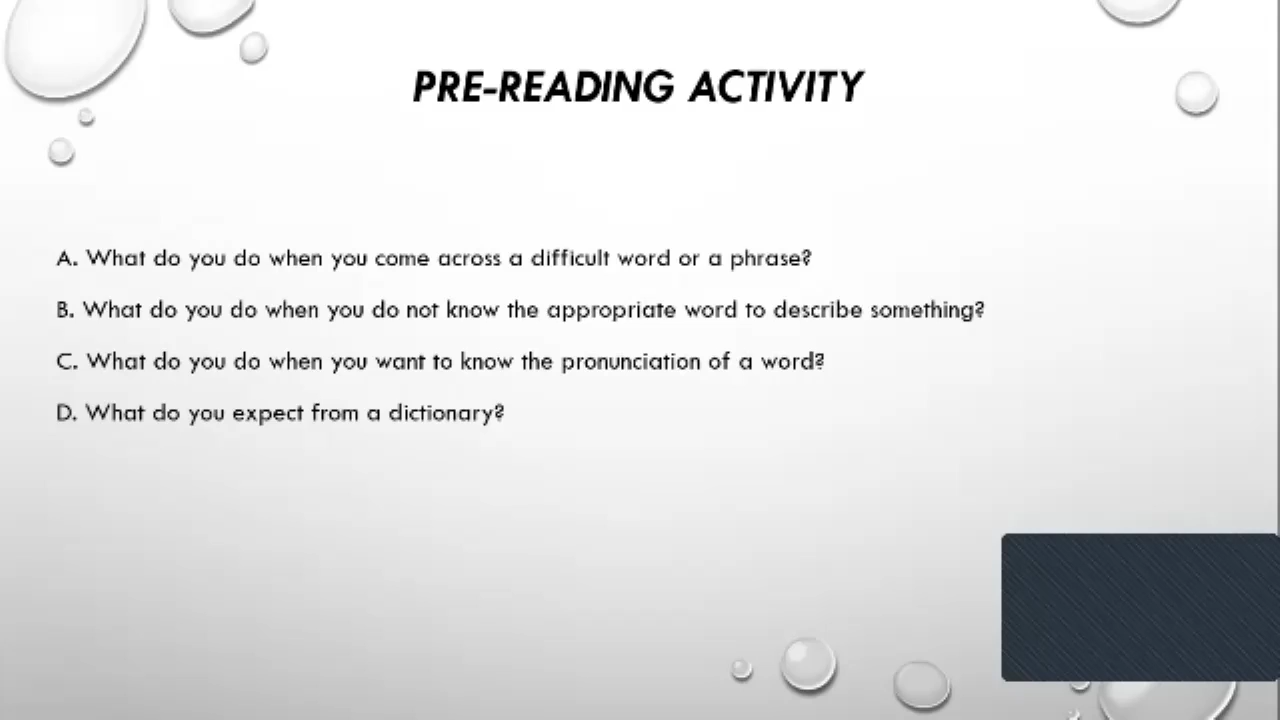 PRE-READING ACTIVITY
A. What do you do when you come across a difficult word or a phrase?
B. What do you do when you do not know the appropriate word to describe something?
C. What do you do when you want to know the pronunciation of a word?
D. What do you expect from a dictionary?